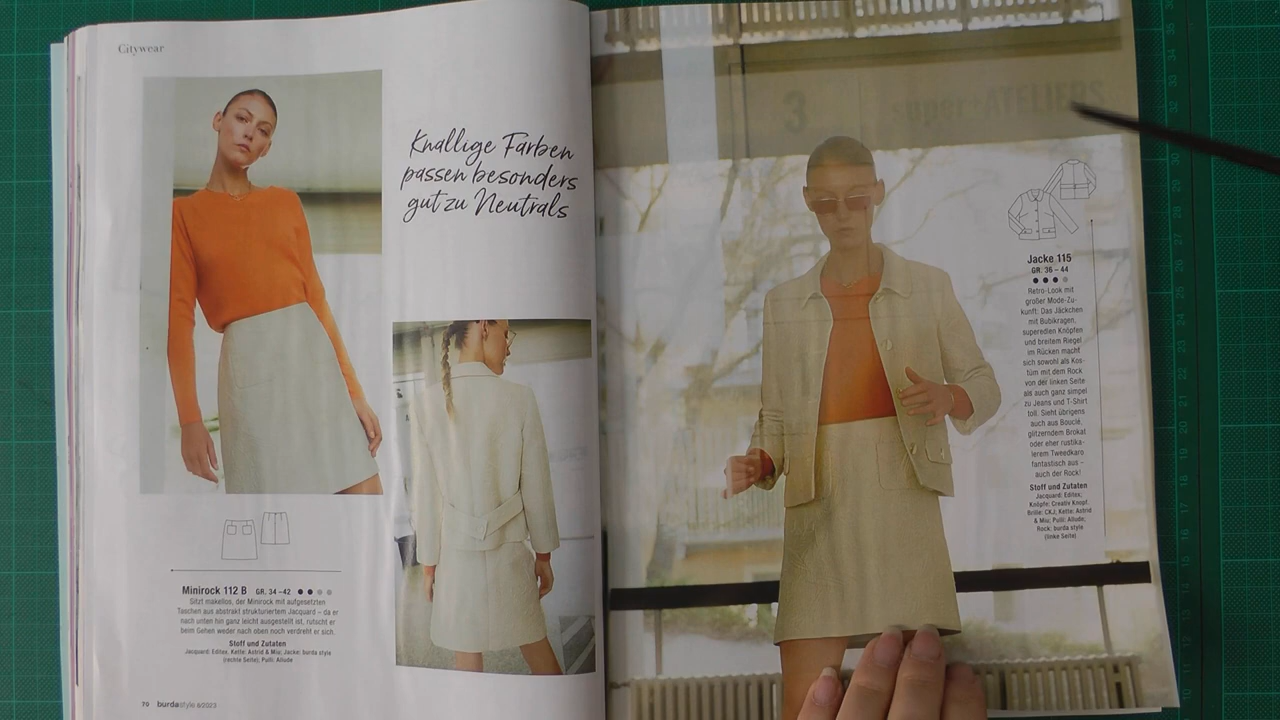 Citywear
Knallige Farben
passen besonders
gut zu Neutrals
Minirock 112 B GR. 34–42
Sitzt makellos, der Minirock mit aufgesetzten
Taschen aus abstrakt strukturiertem Jacquard – da er
nach unten hin ganz leicht ausgestellt ist, rutscht er
beim Gehen weder nach oben noch verdreht er sich.
Stoff und Zutaten
Jacquard: Editex, Kette: Astrid & Miu; Jacke: burda style
(rechte Seite); Pulli: Allude
70 burdastyle 8/2023
3 super-ATELIERS
Jacke 115
GR. 36 – 44
Retro-Look mit
großer Mode-Zu-
kunft: Das Jäckchen
mit Bubikragen,
superedlen Knöpfen
und breitem Riegel
im Rücken macht
sich sowohl als Kos-
tüm mit dem Rock
von der linken Seite
als auch ganz simpel
zu Jeans und T-Shirt
toll. Sieht übrigens
auch aus Bouclé,
glitzerndem Brokat
oder eher rustika-
lerem Tweedkaro
fantastisch aus –
auch der Rock!
Stoff und Zutaten
Jacquard: Editex,
Knöpfe: Creativ Knopf.
Brille: CKJ; Kette: Astrid
& Miu; Pulli: Allude;
Rock: burda style
(linke Seite)